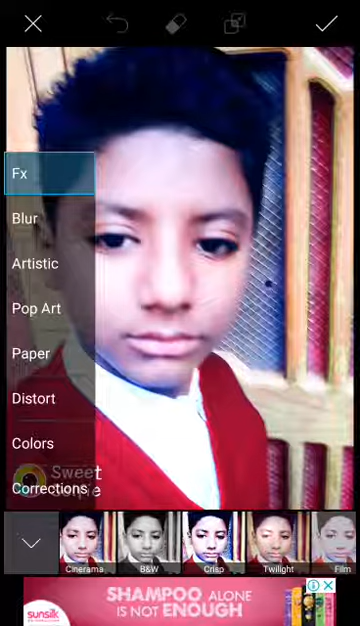 Fx
Blur
Artistic
Pop Art
Paper
Distort
Colors
Corrections
Sweet
Cinerama
B&W
Crisp
Twilight
Film
SHAMPOO ALONE
IS NOT ENOUGH
sunsilk